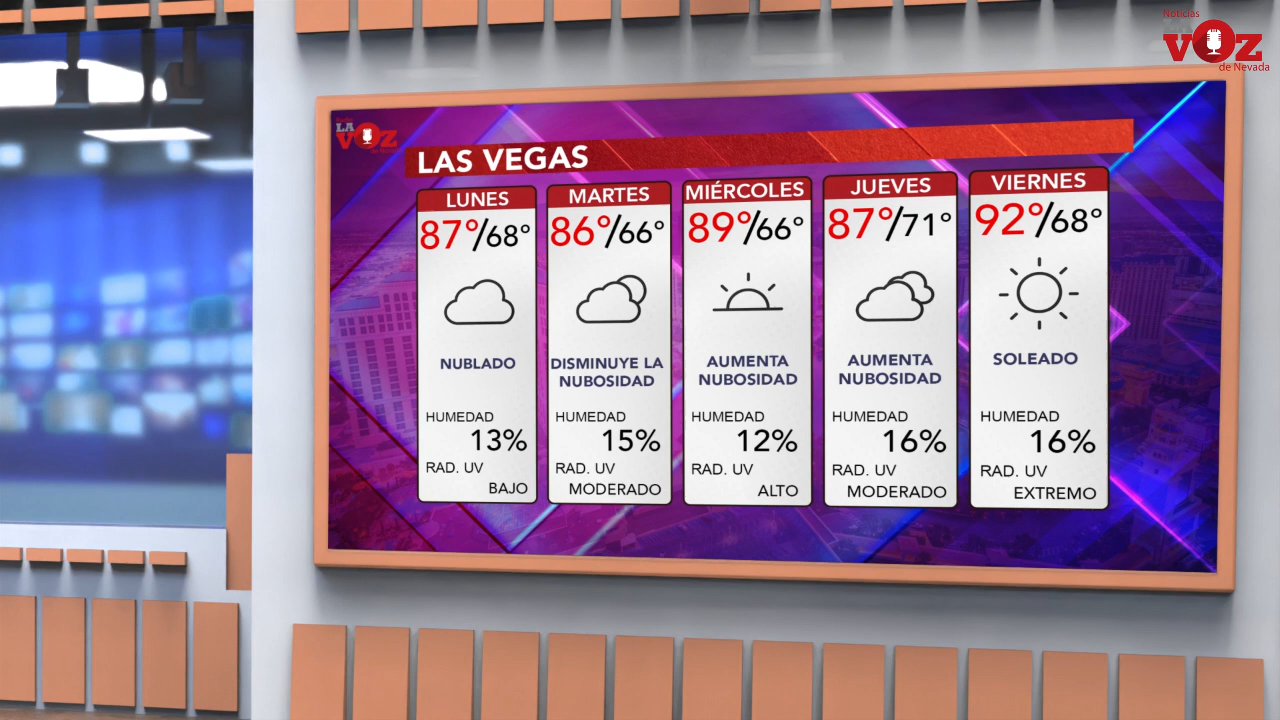 Noticias
VOZ
de Nevada
Radio
LA
VOZ
LAS VEGAS
LUNES
87°/68°
NUBLADO
HUMEDAD
13%
RAD. UV
BAJO
MARTES
86°/66°
DISMINUYE LA
NUBOSIDAD
HUMEDAD
15%
RAD. UV
MODERADO
MIÉRCOLES
89°/66°
AUMENTA
NUBOSIDAD
HUMEDAD
12%
RAD. UV
ALTO
JUEVES
87°/71°
AUMENTA
NUBOSIDAD
HUMEDAD
16%
RAD. UV
MODERADO
VIERNES
92°/68°
SOLEADO
HUMEDAD
16%
RAD. UV
EXTREMO